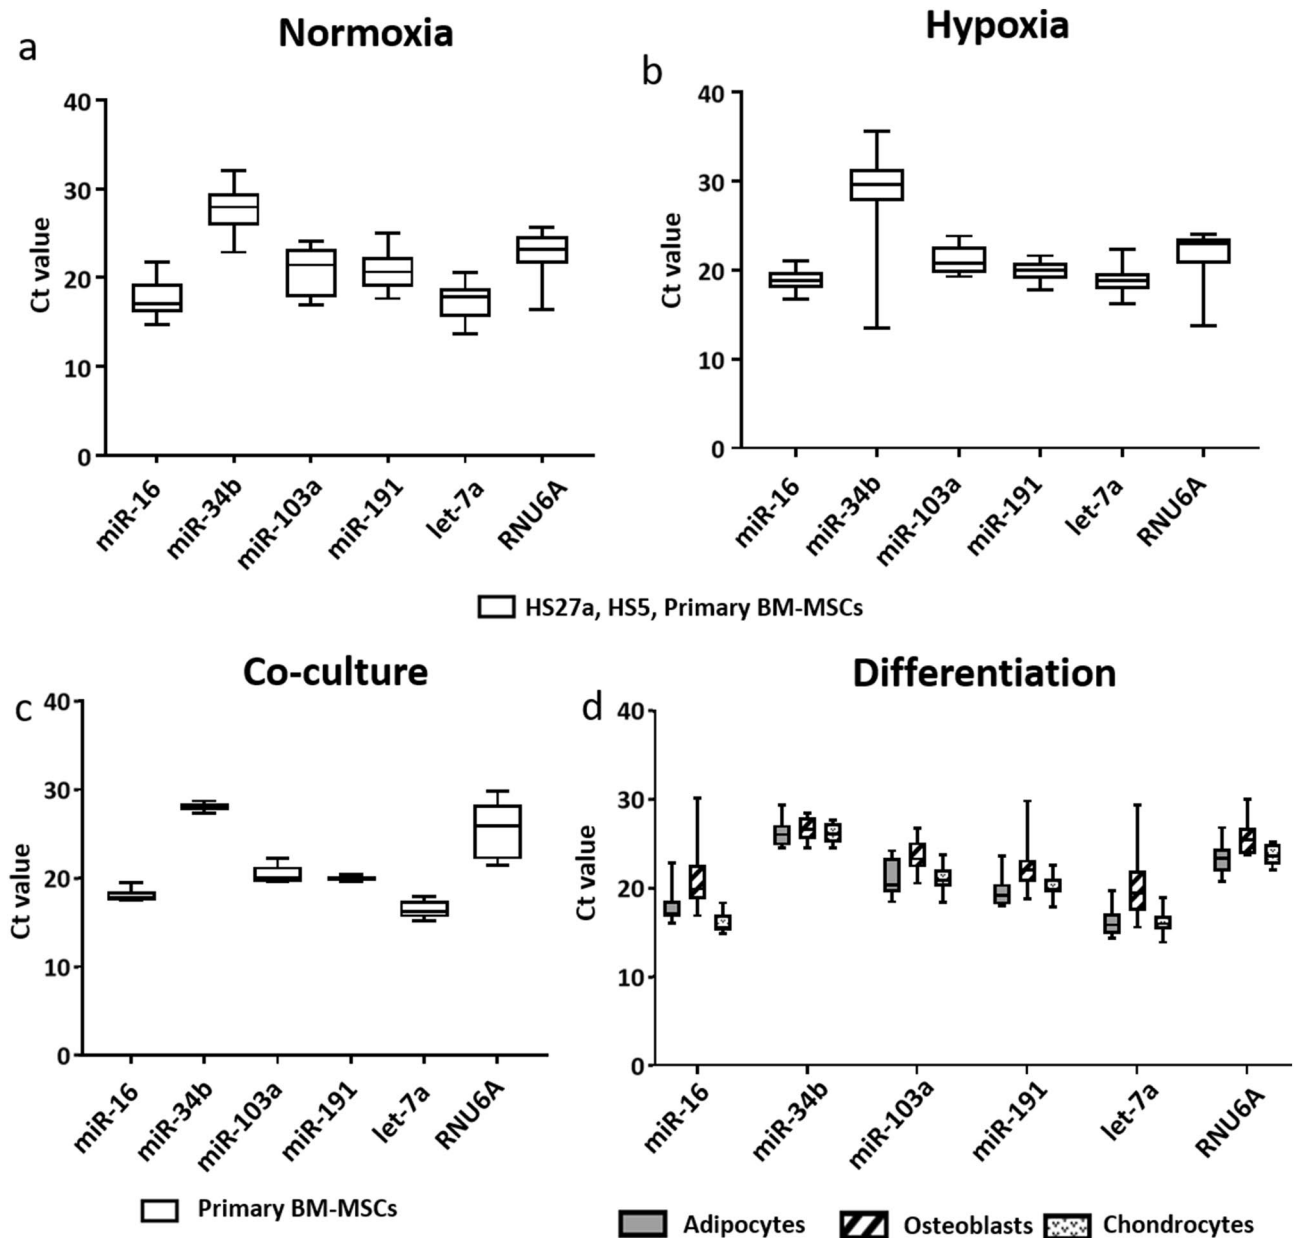 a
Normoxia
Ct value
40
30
20
10
0
miR-16
miR-34b
miR-103a
miR-191
let-7a
RNU6A
b
Hypoxia
Ct value
40
30
20
10
0
miR-16
miR-34b
miR-103a
miR-191
let-7a
RNU6A
HS27a, HS5, Primary BM-MSCs
c
Co-culture
Ct value
40
30
20
10
0
miR-16
miR-34b
miR-103a
miR-191
let-7a
RNU6A
Primary BM-MSCs
d
Differentiation
Ct value
40
30
20
10
0
miR-16
miR-34b
miR-103a
miR-191
let-7a
RNU6A
Adipocytes Osteoblasts Chondrocytes